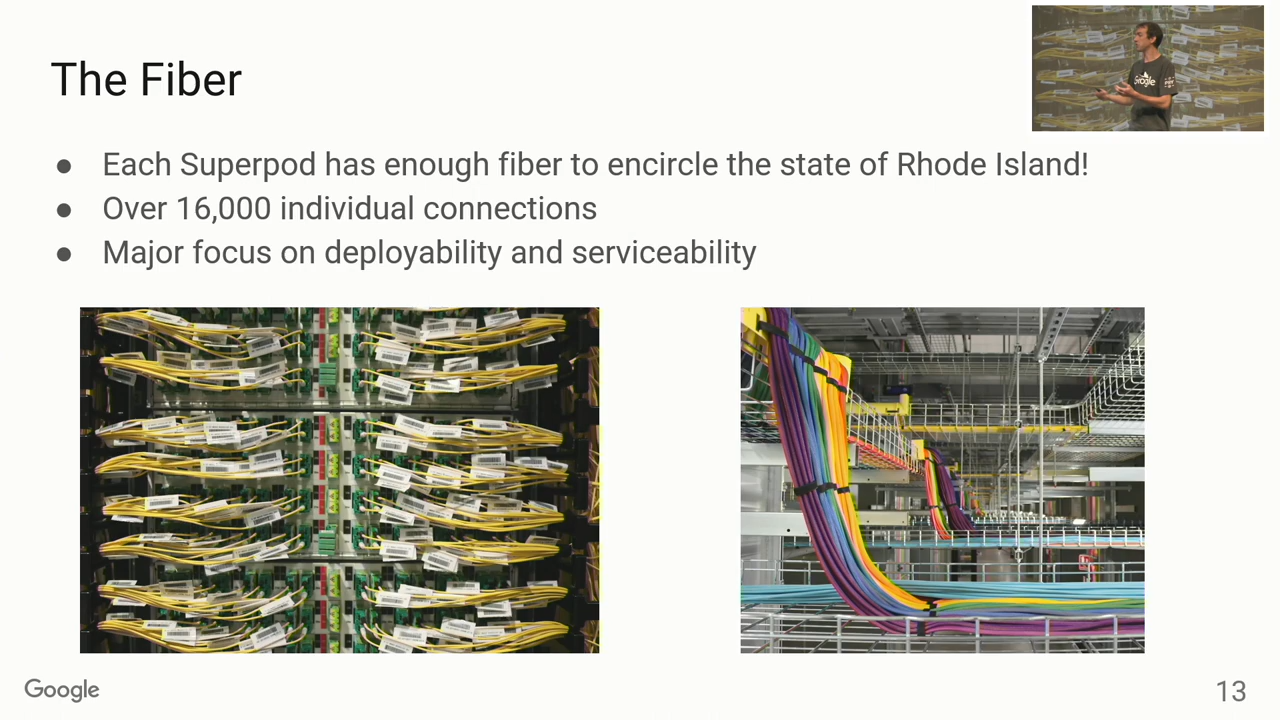 The Fiber
Google
● Each Superpod has enough fiber to encircle the state of Rhode Island!
● Over 16,000 individual connections
● Major focus on deployability and serviceability
Google
13